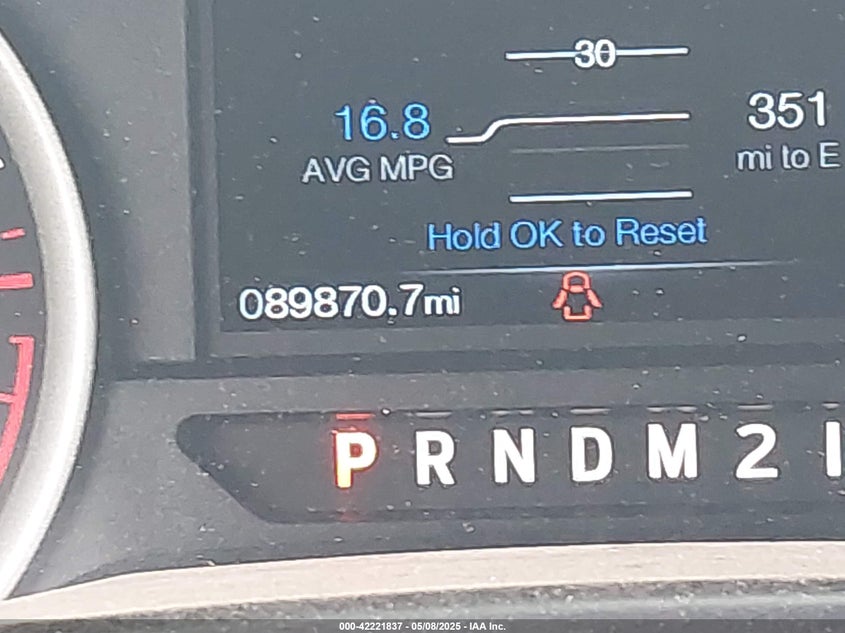 30
16.8
AVG MPG
351
mi to E
Hold OK to Reset
089870.7mi
P R N D M 2
000-42221837 - 05/08/2025 - IAA Inc.